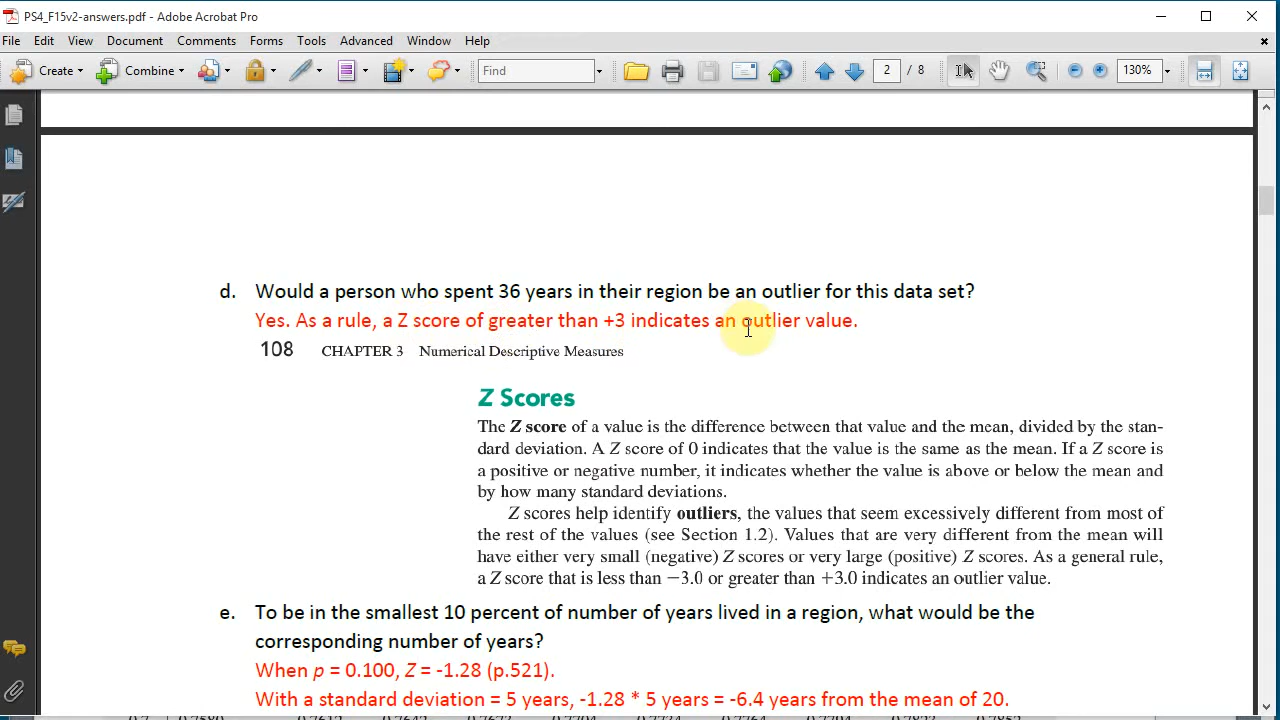 PS4_F15v2-answers.pdf - Adobe Acrobat Pro
File Edit View Document Comments Forms Tools Advanced Window Help
Create Combine Find 2 / 8 130%
d. Would a person who spent 36 years in their region be an outlier for this data set?
Yes. As a rule, a Z score of greater than +3 indicates an outlier value.
108 CHAPTER 3 Numerical Descriptive Measures
Z Scores
The Z score of a value is the difference between that value and the mean, divided by the stan-
dard deviation. A Z score of 0 indicates that the value is the same as the mean. If a Z score is
a positive or negative number, it indicates whether the value is above or below the mean and
by how many standard deviations.
Z scores help identify outliers, the values that seem excessively different from most of
the rest of the values (see Section 1.2). Values that are very different from the mean will
have either very small (negative) Z scores or very large (positive) Z scores. As a general rule,
a Z score that is less than −3.0 or greater than +3.0 indicates an outlier value.
e. To be in the smallest 10 percent of number of years lived in a region, what would be the
corresponding number of years?
When p = 0.100, Z = -1.28 (p.521).
With a standard deviation = 5 years, -1.28 * 5 years = -6.4 years from the mean of 20.